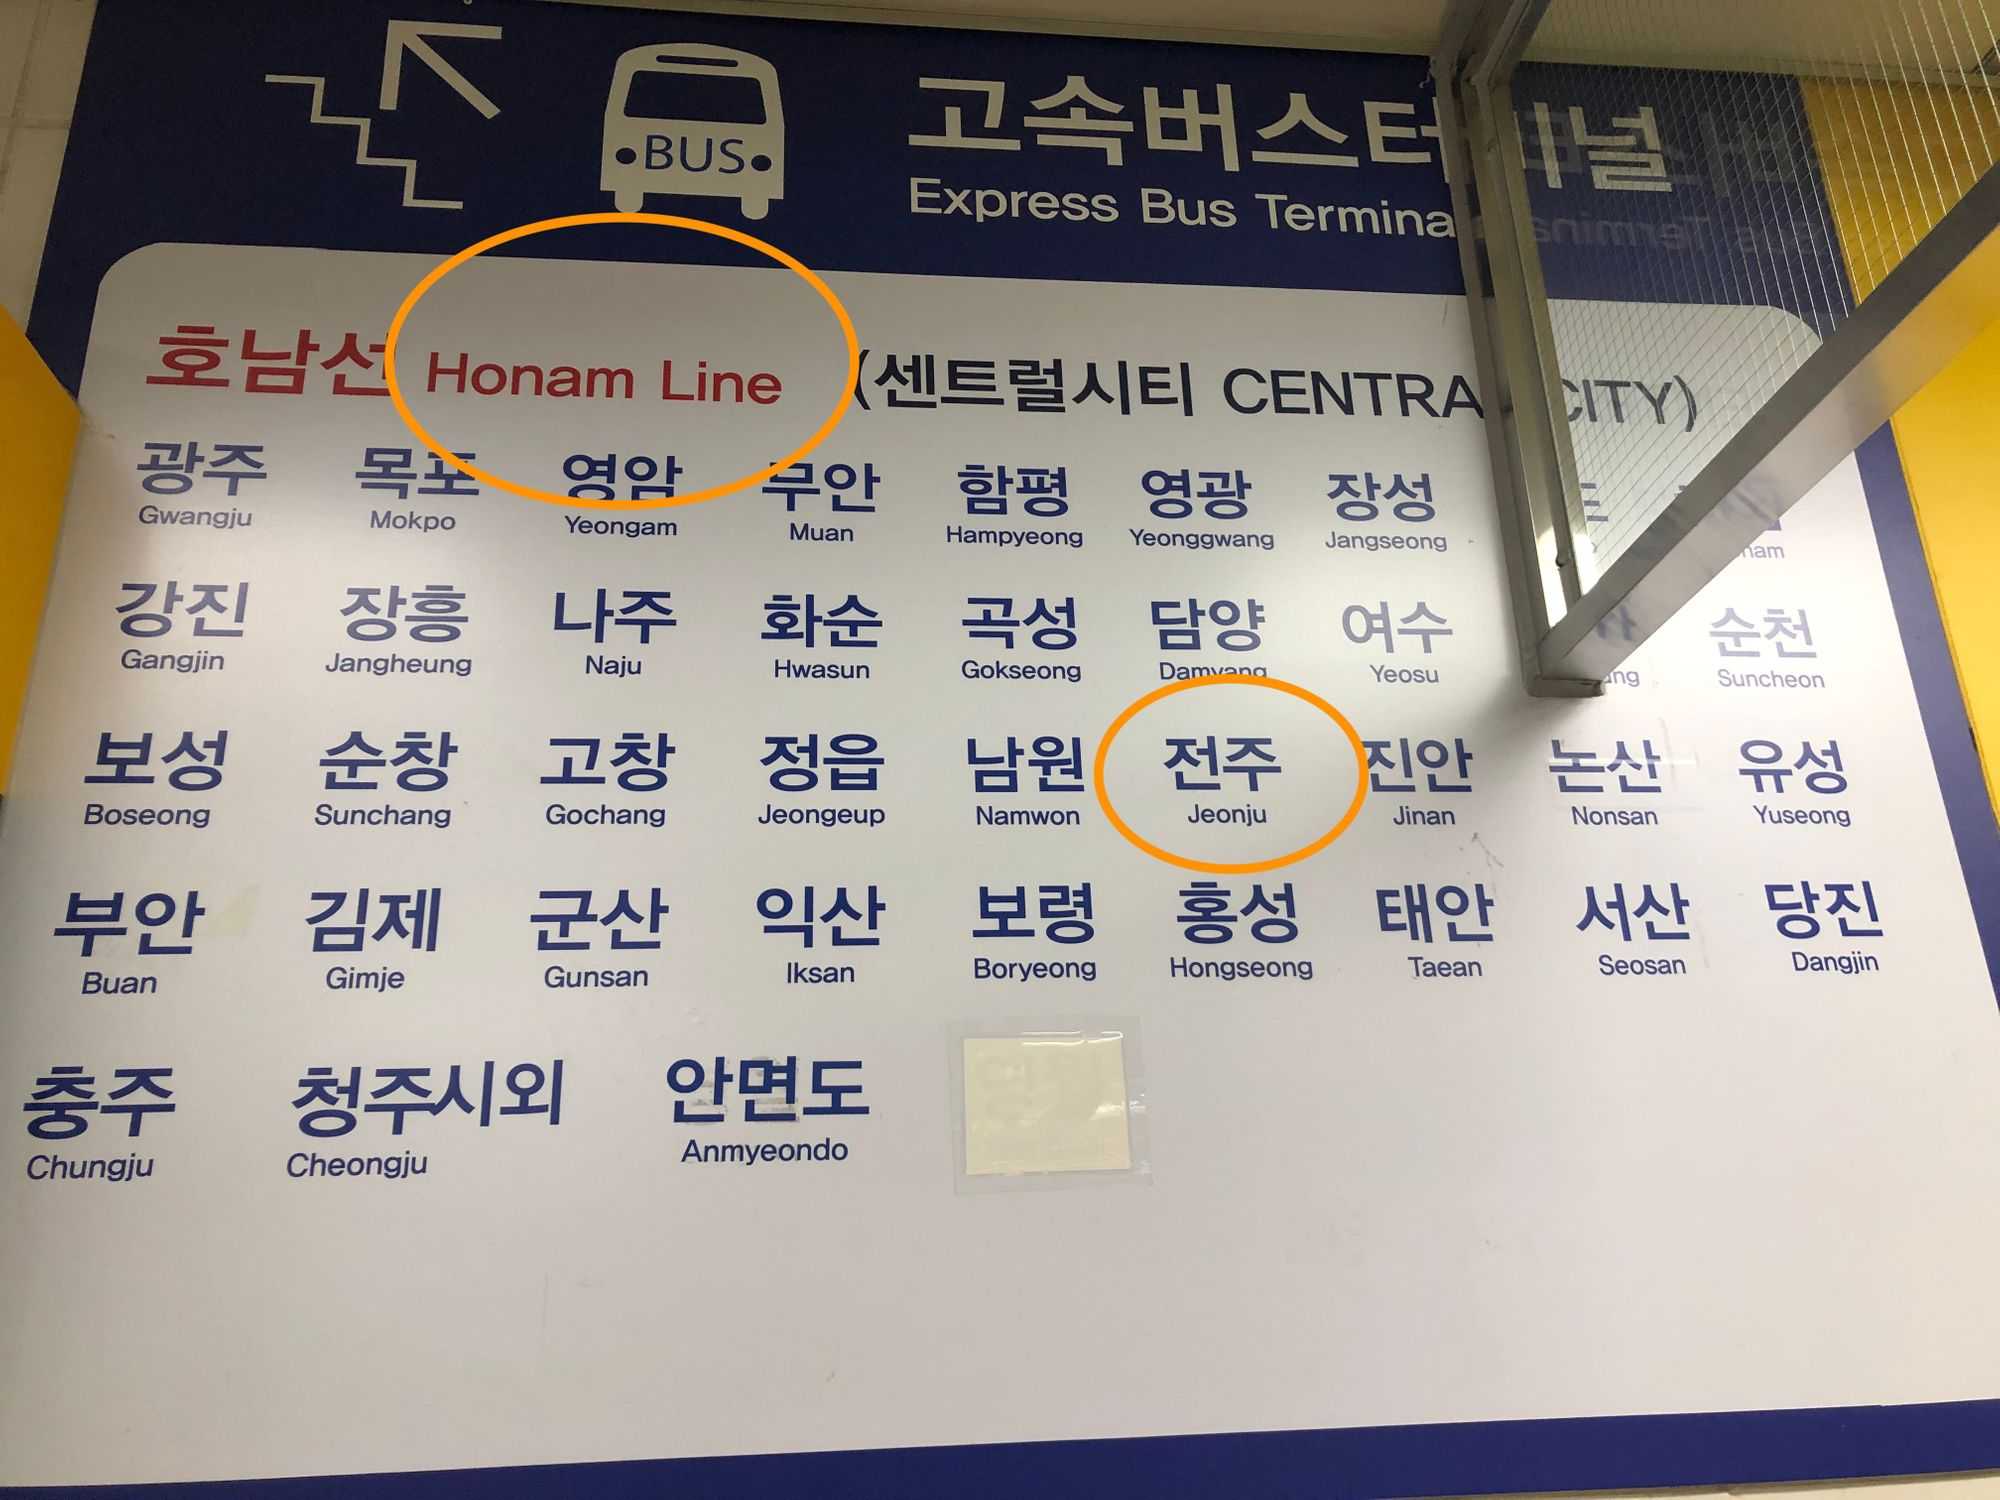 BUS
고속버스터미널
Express Bus Terminal
호남선 Honam Line (센트럴시티 CENTRAL CITY)
광주 목포 영암 무안 함평 영광 장성
Gwangju Mokpo Yeongam Muan Hampyeong Yeonggwang Jangseong
강진 장흥 나주 화순 곡성 담양 여수 순천
Gangjin Jangheung Naju Hwasun Gokseong Damyang Yeosu Suncheon
보성 순창 고창 정읍 남원 전주 진안 논산 유성
Boseong Sunchang Gochang Jeongeup Namwon Jeonju Jinan Nonsan Yuseong
부안 김제 군산 익산 보령 홍성 태안 서산 당진
Buan Gimje Gunsan Iksan Boryeong Hongseong Taean Seosan Dangjin
충주 청주시외 안면도
Chungju Cheongju Anmyeondo